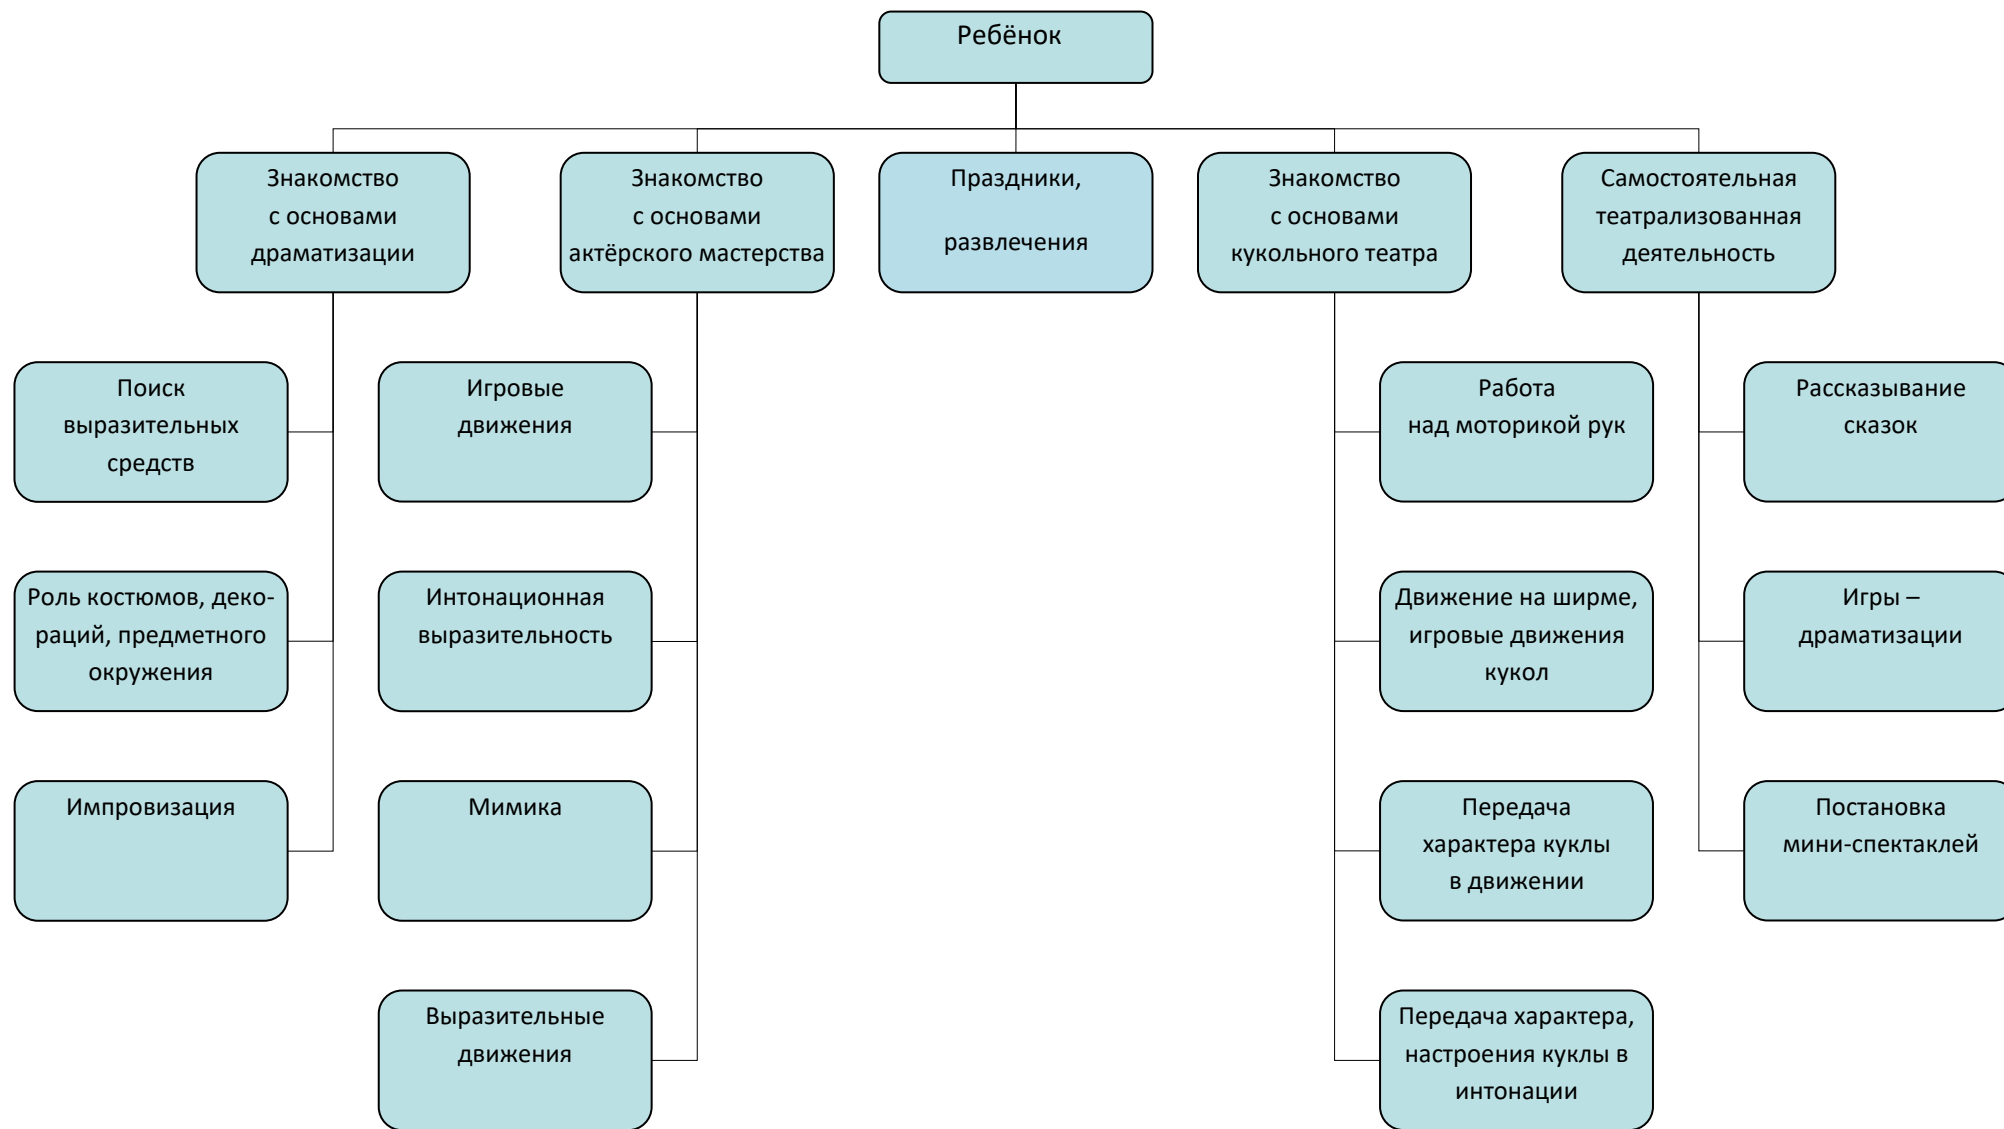 Ребёнок
Знакомство
с основами
драматизации
Знакомство
с основами
актёрского мастерства
Праздники,
развлечения
Знакомство
с основами
кукольного театра
Самостоятельная
театрализованная
деятельность
Поиск
выразительных
средств
Игровые
движения
Работа
над моторикой рук
Рассказывание
сказок
Роль костюмов, деко-
раций, предметного
окружения
Интонационная
выразительность
Движение на ширме,
игровые движения
кукол
Игры –
драматизации
Импровизация
Мимика
Передача
характера куклы
в движении
Постановка
мини-спектаклей
Выразительные
движения
Передача характера,
настроения куклы в
интонации